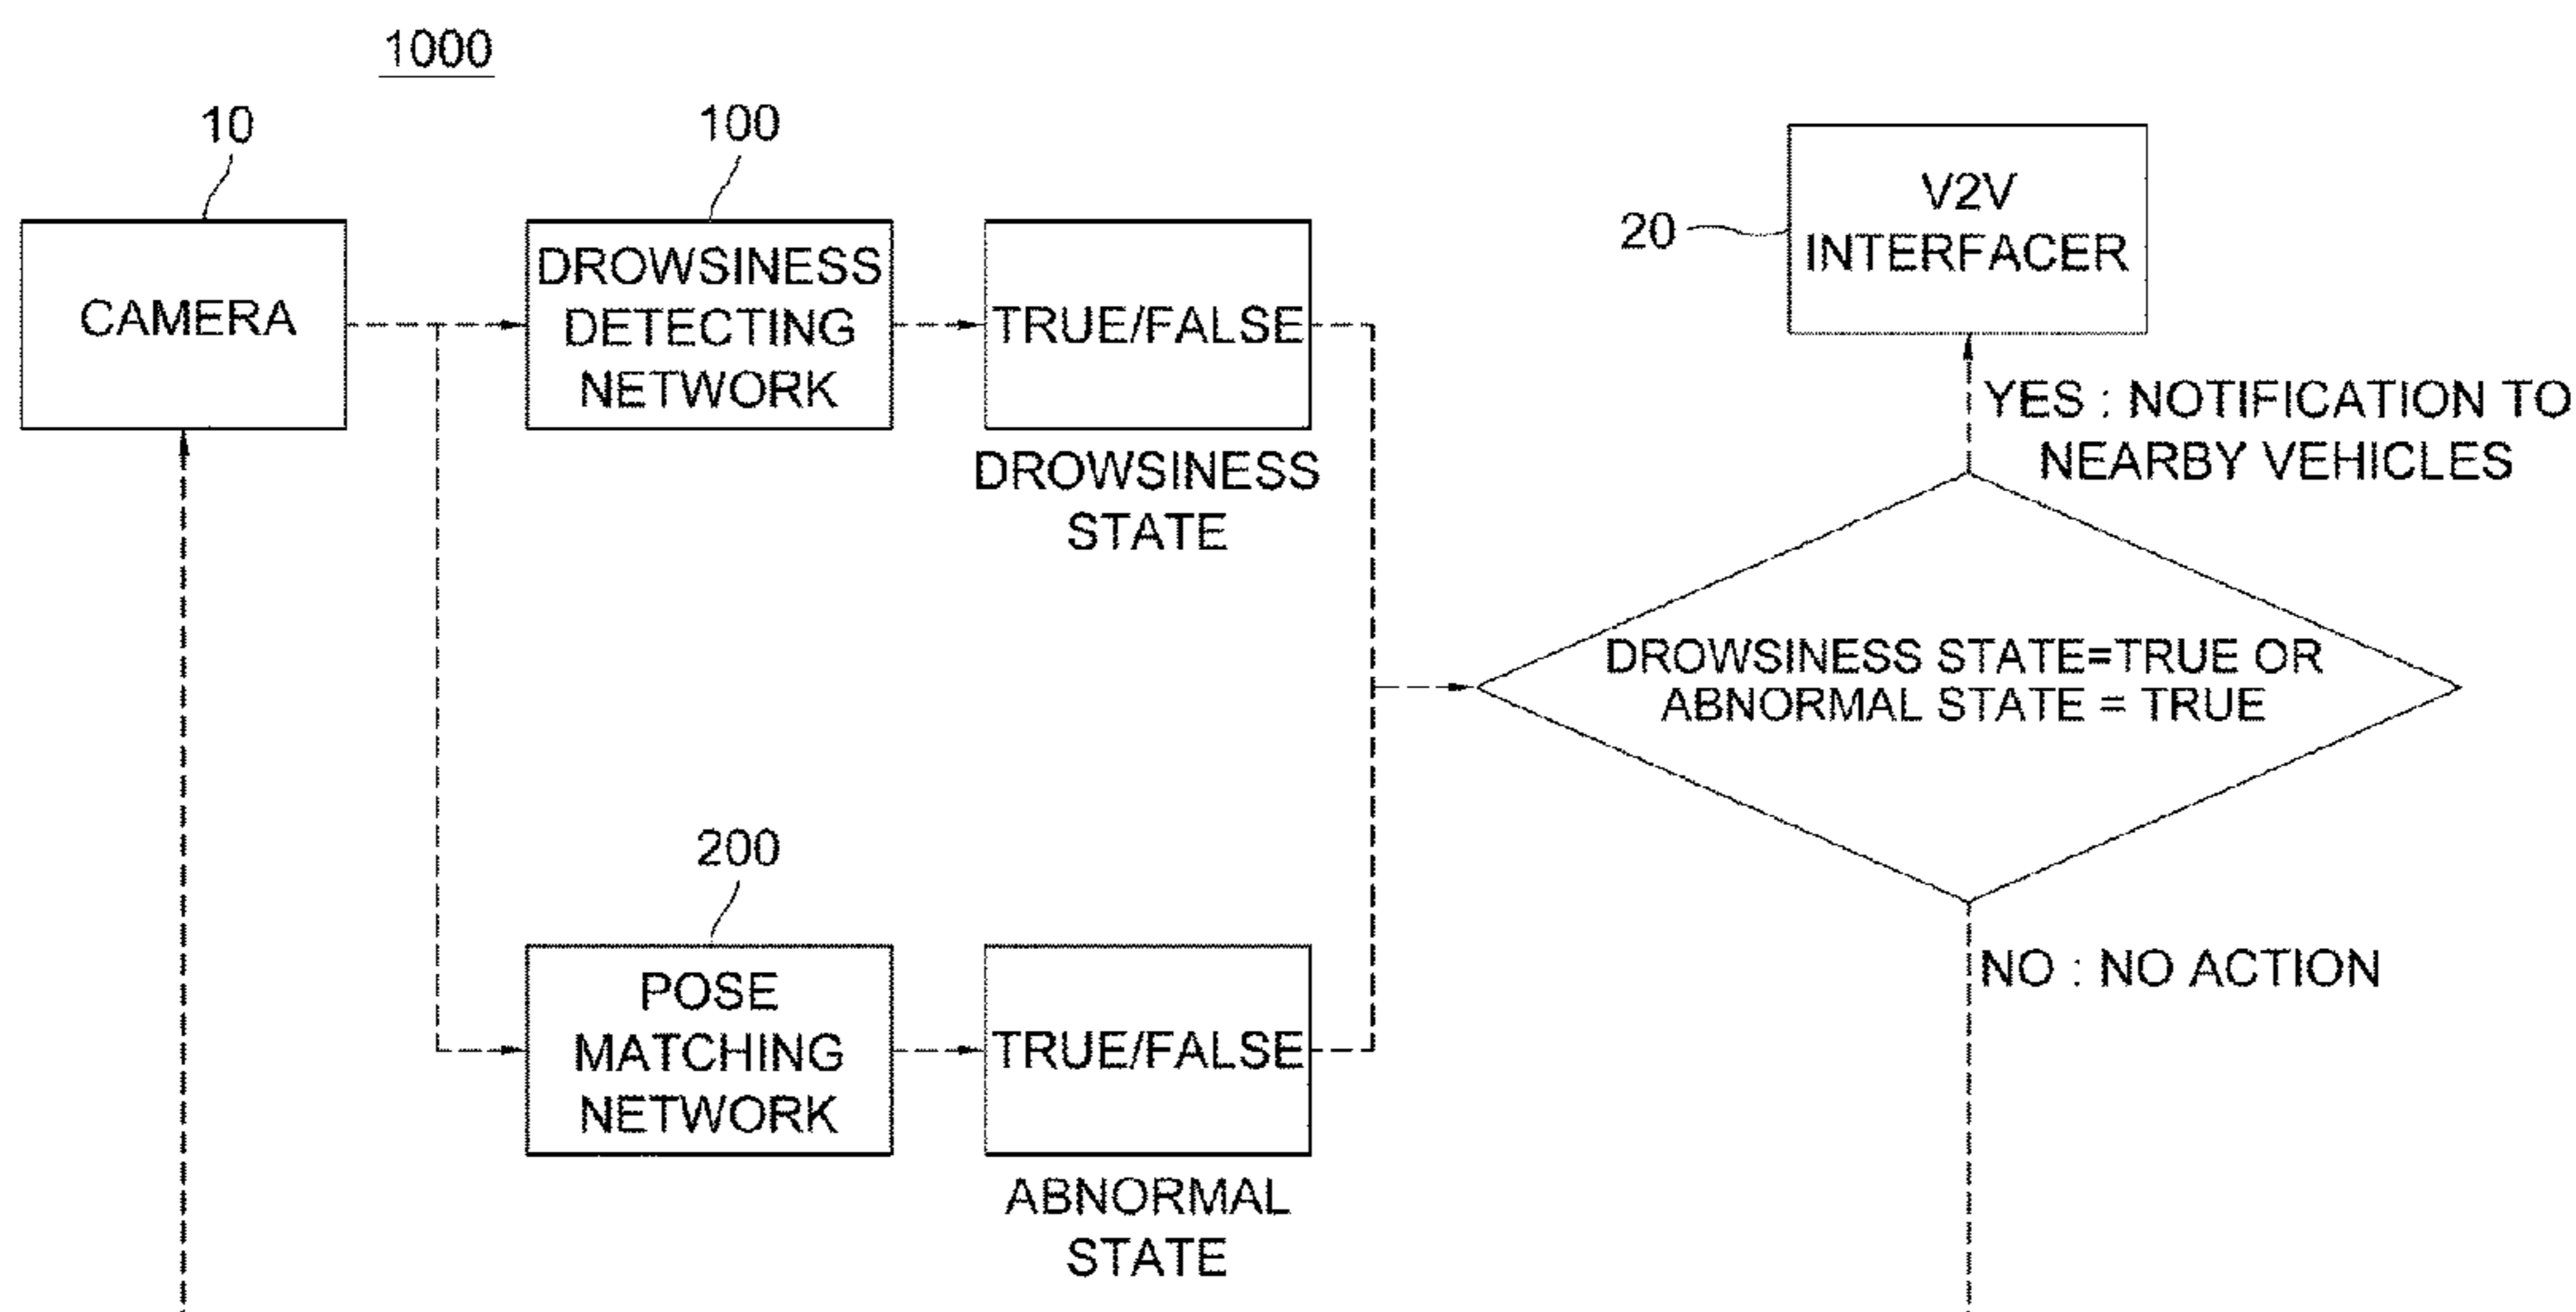 1000
10
100
CAMERA
DROWSINESS
DETECTING
NETWORK
TRUE/FALSE
DROWSINESS
STATE
200
POSE
MATCHING
NETWORK
TRUE/FALSE
ABNORMAL
STATE
20
V2V
INTERFACER
YES : NOTIFICATION TO
NEARBY VEHICLES
DROWSINESS STATE=TRUE OR
ABNORMAL STATE = TRUE
NO : NO ACTION